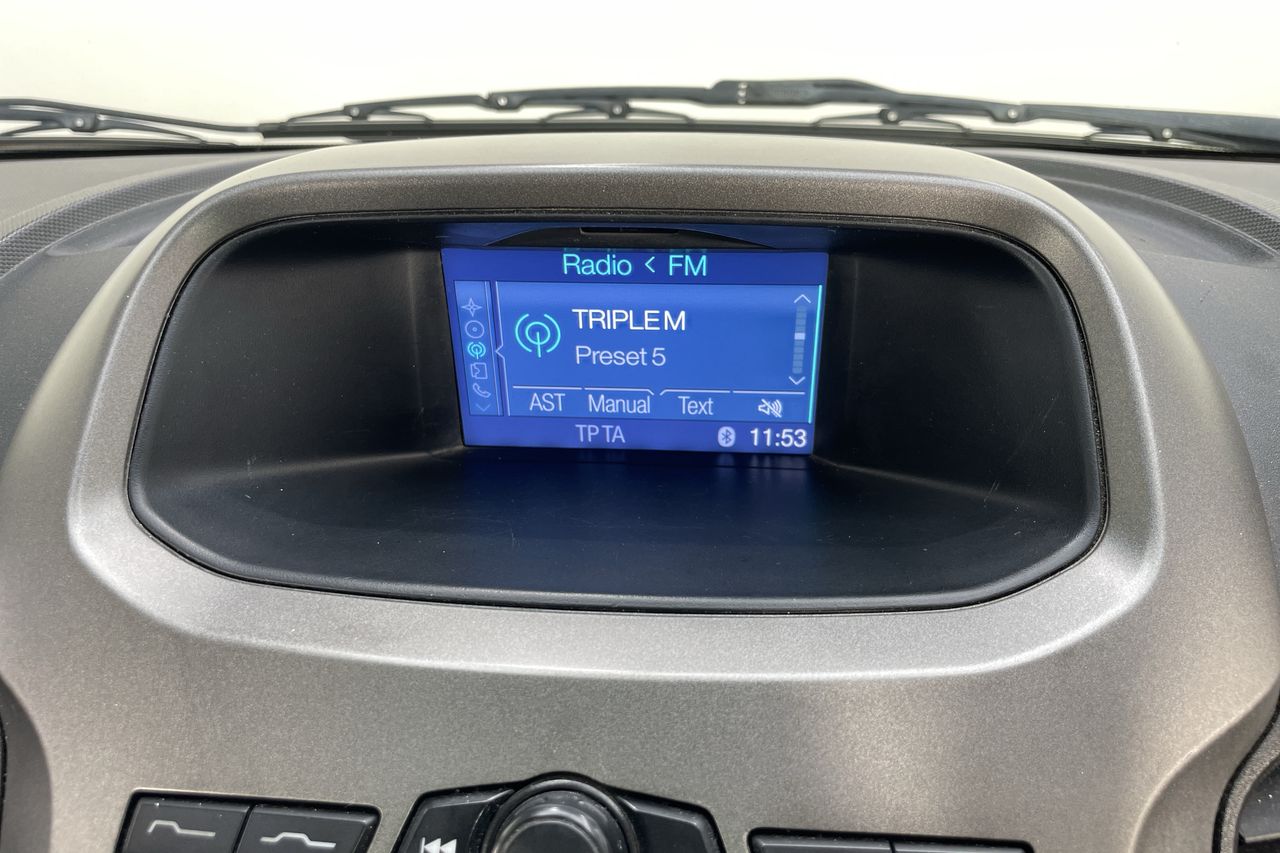 Radio < FM
TRIPLE M
Preset 5
AST Manual Text
TP TA 11:53